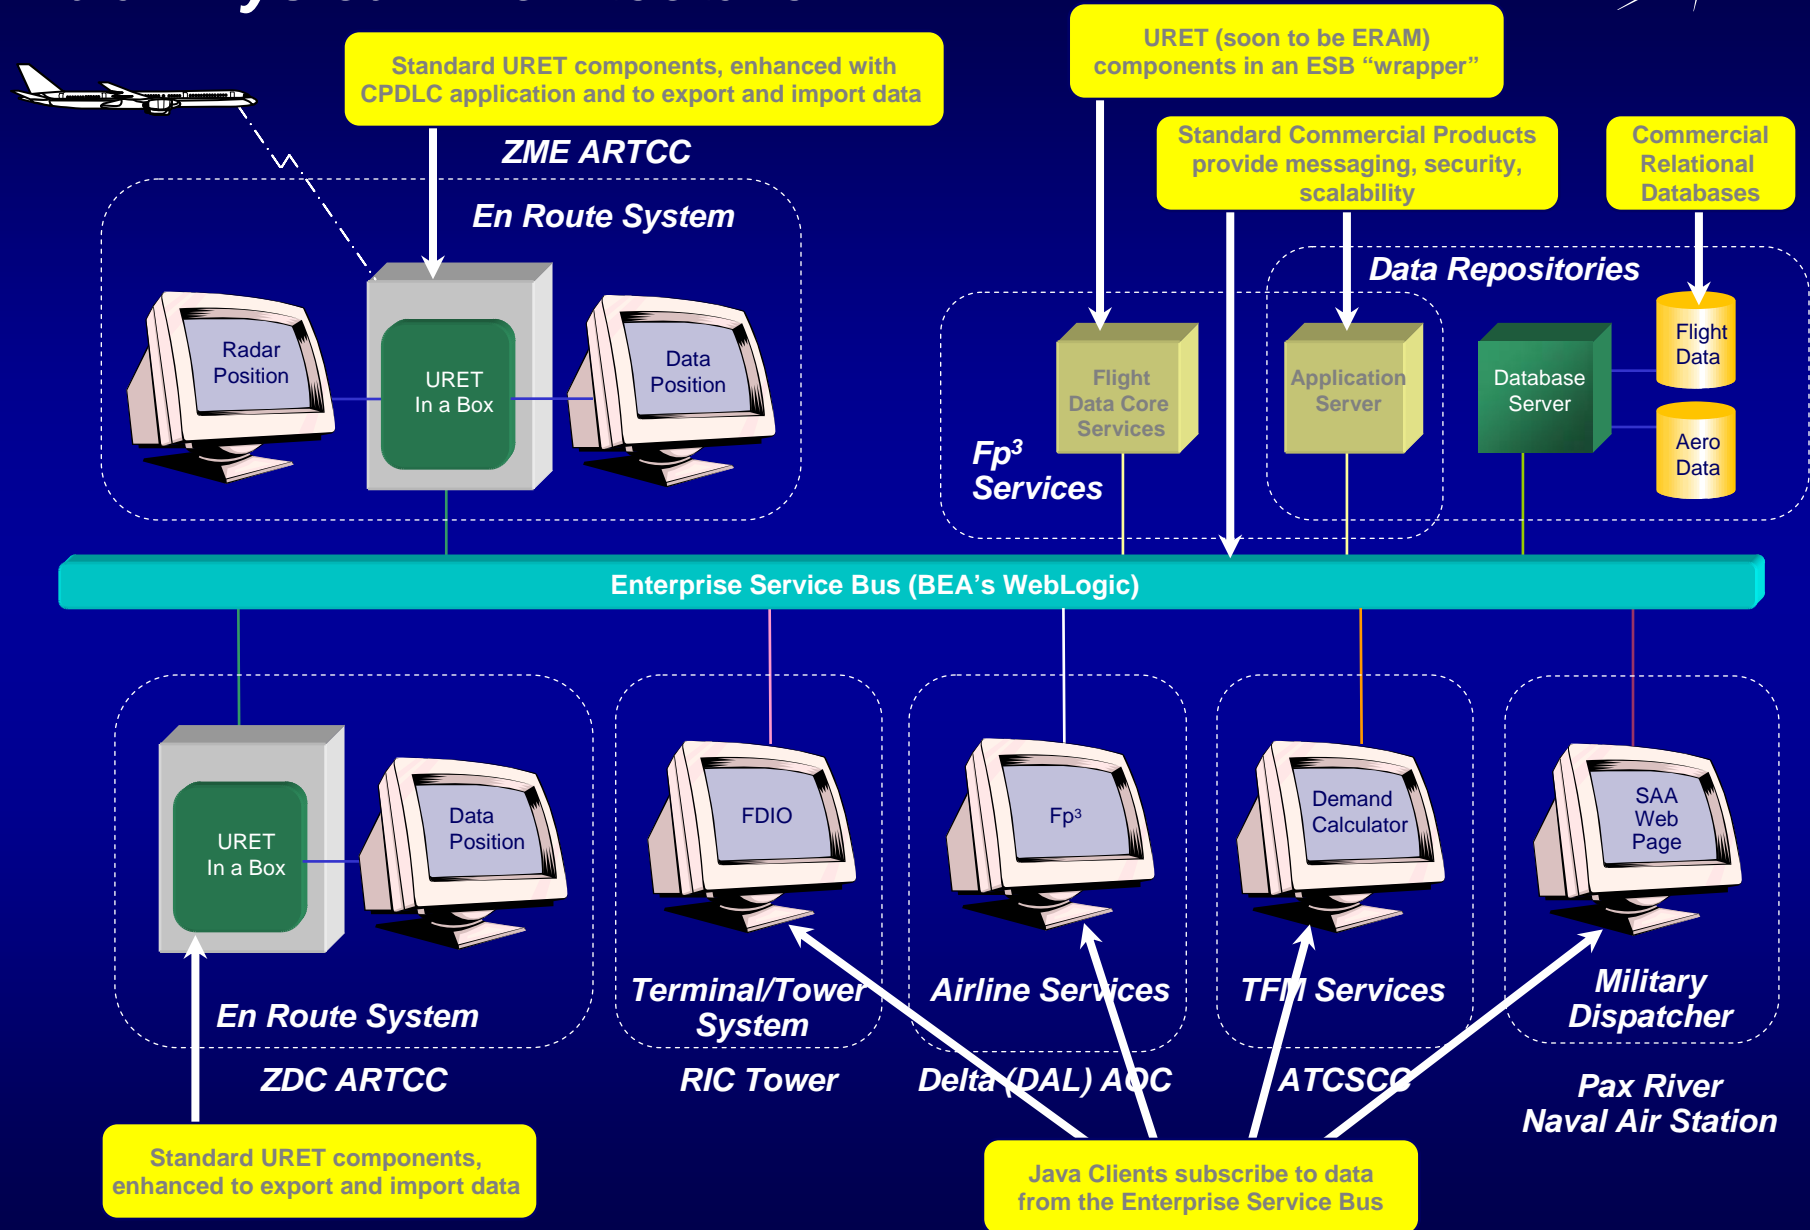 Standard URET components, enhanced with
CPDLC application and to export and import data
URET (soon to be ERAM)
components in an ESB “wrapper”
Standard Commercial Products
provide messaging, security,
scalability
Commercial
Relational
Databases
ZME ARTCC
En Route System
Radar
Position
URET
In a Box
Data
Position
Data Repositories
Flight
Data Core
Services
Application
Server
Database
Server
Flight
Data
Aero
Data
Fp³
Services
Enterprise Service Bus (BEA’s WebLogic)
URET
In a Box
Data
Position
FDIO
Fp³
Demand
Calculator
SAA
Web
Page
En Route System
Terminal/Tower
System
Airline Services
TFM Services
Military
Dispatcher
ZDC ARTCC
RIC Tower
Delta (DAL) AOC
ATCSCC
Pax River
Naval Air Station
Standard URET components,
enhanced to export and import data
Java Clients subscribe to data
from the Enterprise Service Bus